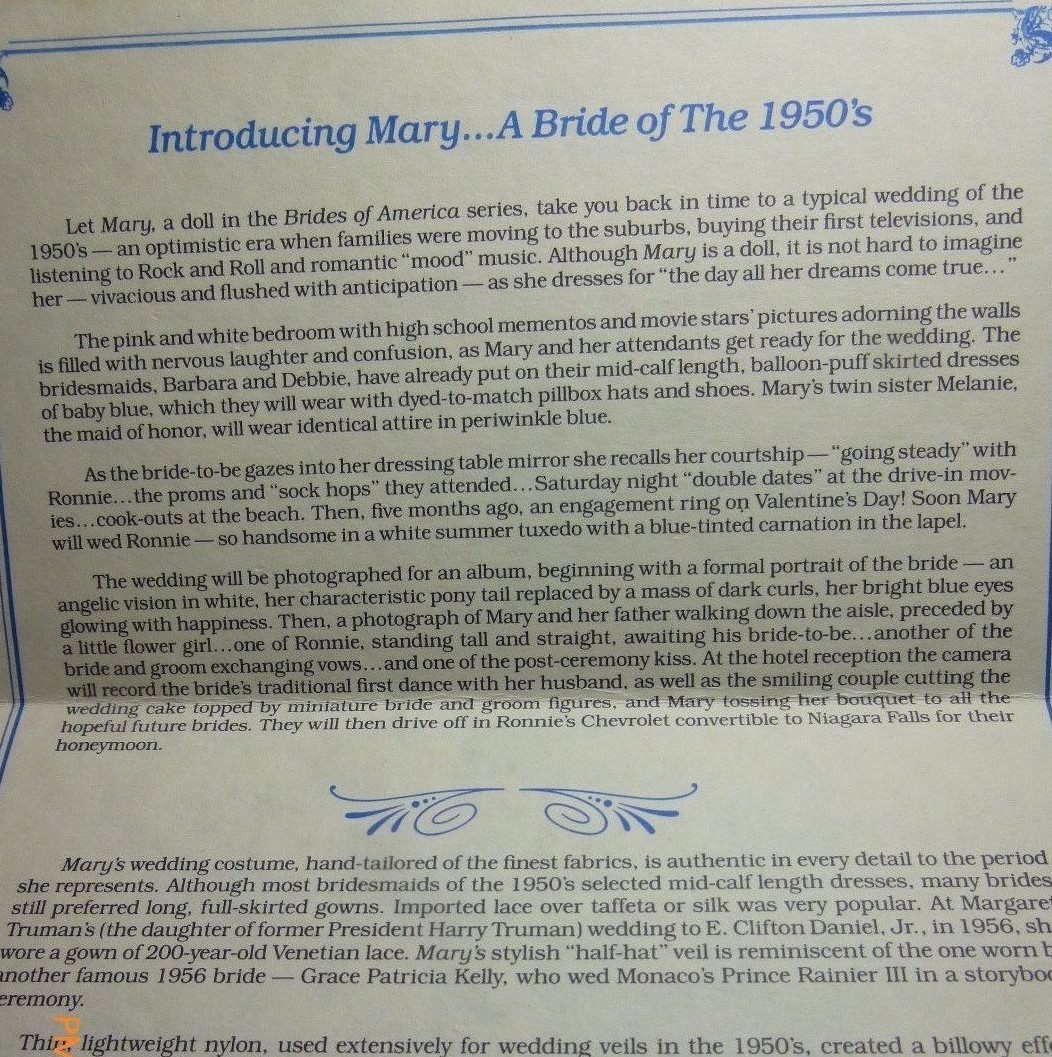 Introducing Mary...A Bride of The 1950's
Let Mary, a doll in the Brides of America series, take you back in time to a typical wedding of the
1950's — an optimistic era when families were moving to the suburbs, buying their first televisions, and
listening to Rock and Roll and romantic “mood” music. Although Mary is a doll, it is not hard to imagine
her — vivacious and flushed with anticipation — as she dresses for “the day all her dreams come true...”
The pink and white bedroom with high school mementos and movie stars' pictures adorning the walls
is filled with nervous laughter and confusion, as Mary and her attendants get ready for the wedding. The
bridesmaids, Barbara and Debbie, have already put on their mid-calf length, balloon-puff skirted dresses
of baby blue, which they will wear with dyed-to-match pillbox hats and shoes. Mary's twin sister Melanie,
the maid of honor, will wear identical attire in periwinkle blue.
As the bride-to-be gazes into her dressing table mirror she recalls her courtship — “going steady” with
Ronnie...the proms and “sock hops” they attended...Saturday night “double dates” at the drive-in mov-
ies...cook-outs at the beach. Then, five months ago, an engagement ring on Valentine's Day! Soon Mary
will wed Ronnie — so handsome in a white summer tuxedo with a blue-tinted carnation in the lapel.
The wedding will be photographed for an album, beginning with a formal portrait of the bride — an
angelic vision in white, her characteristic pony tail replaced by a mass of dark curls, her bright blue eyes
glowing with happiness. Then, a photograph of Mary and her father walking down the aisle, preceded by
a little flower girl...one of Ronnie, standing tall and straight, awaiting his bride-to-be...another of the
bride and groom exchanging vows...and one of the post-ceremony kiss. At the hotel reception the camera
will record the bride's traditional first dance with her husband, as well as the smiling couple cutting the
wedding cake topped by miniature bride and groom figures, and Mary tossing her bouquet to all the
hopeful future brides. They will then drive off in Ronnie's Chevrolet convertible to Niagara Falls for their
honeymoon.
Mary's wedding costume, hand-tailored of the finest fabrics, is authentic in every detail to the period
she represents. Although most bridesmaids of the 1950's selected mid-calf length dresses, many brides
still preferred long, full-skirted gowns. Imported lace over taffeta or silk was very popular. At Margaret
Truman's (the daughter of former President Harry Truman) wedding to E. Clifton Daniel, Jr., in 1956, sh
wore a gown of 200-year-old Venetian lace. Mary's stylish “half-hat” veil is reminiscent of the one worn b
another famous 1956 bride — Grace Patricia Kelly, who wed Monaco's Prince Rainier III in a storyboo
eremony.
Thin, lightweight nylon, used extensively for wedding veils in the 1950's, created a billowy effe